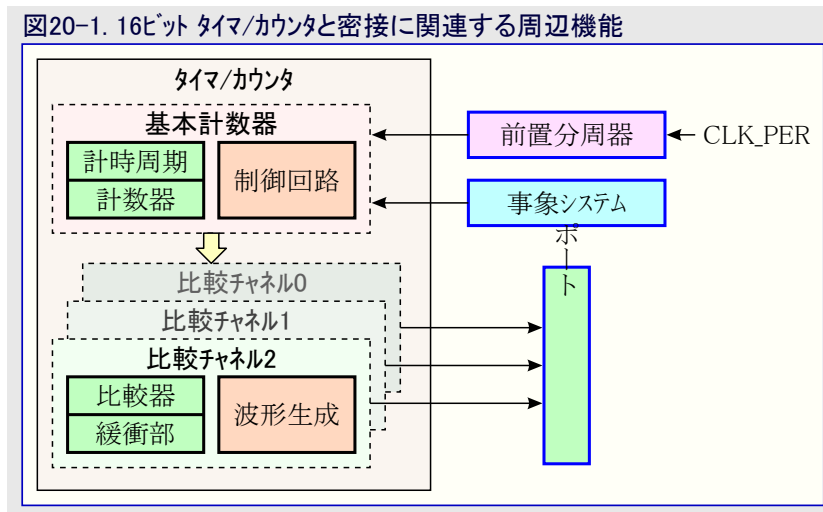 図20-1. 16ビット タイマ/カウンタと密接に関連する周辺機能
タイマ/カウンタ
基本計数器
計時周期
計数器
制御回路
前置分周器
CLK_PER
事象システム
ポート
比較チャネル0
比較チャネル1
比較チャネル2
比較器
緩衝部
波形生成